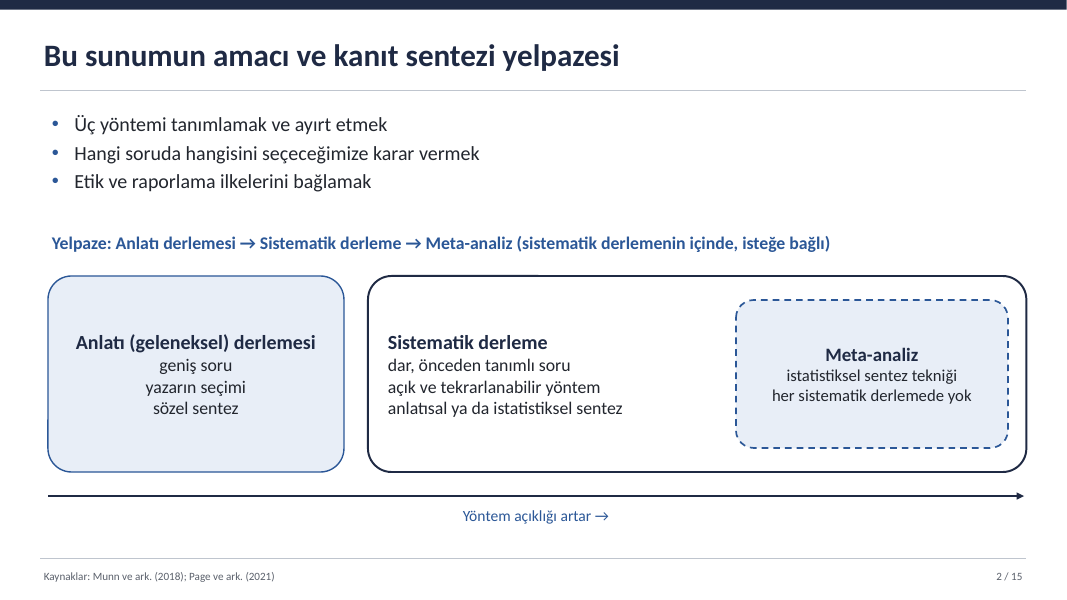 Bu sunumun amacı ve kanıt sentezi yelpazesi
• Üç yöntemi tanımlamak ve ayırt etmek
• Hangi soruda hangisini seçeceğimize karar vermek
• Etik ve raporlama ilkelerini bağlamak
Yelpaze: Anlatı derlemesi → Sistematik derleme → Meta-analiz (sistematik derlemenin içinde, isteğe bağlı)
Anlatı (geleneksel) derlemesi
geniş soru
yazarın seçimi
sözel sentez
Sistematik derleme
dar, önceden tanımlı soru
açık ve tekrarlanabilir yöntem
anlatısal ya da istatistiksel sentez
Meta-analiz
istatistiksel sentez tekniği
her sistematik derlemede yok
Yöntem açıklığı artar →
Kaynaklar: Munn ve ark. (2018); Page ve ark. (2021)
2 / 15